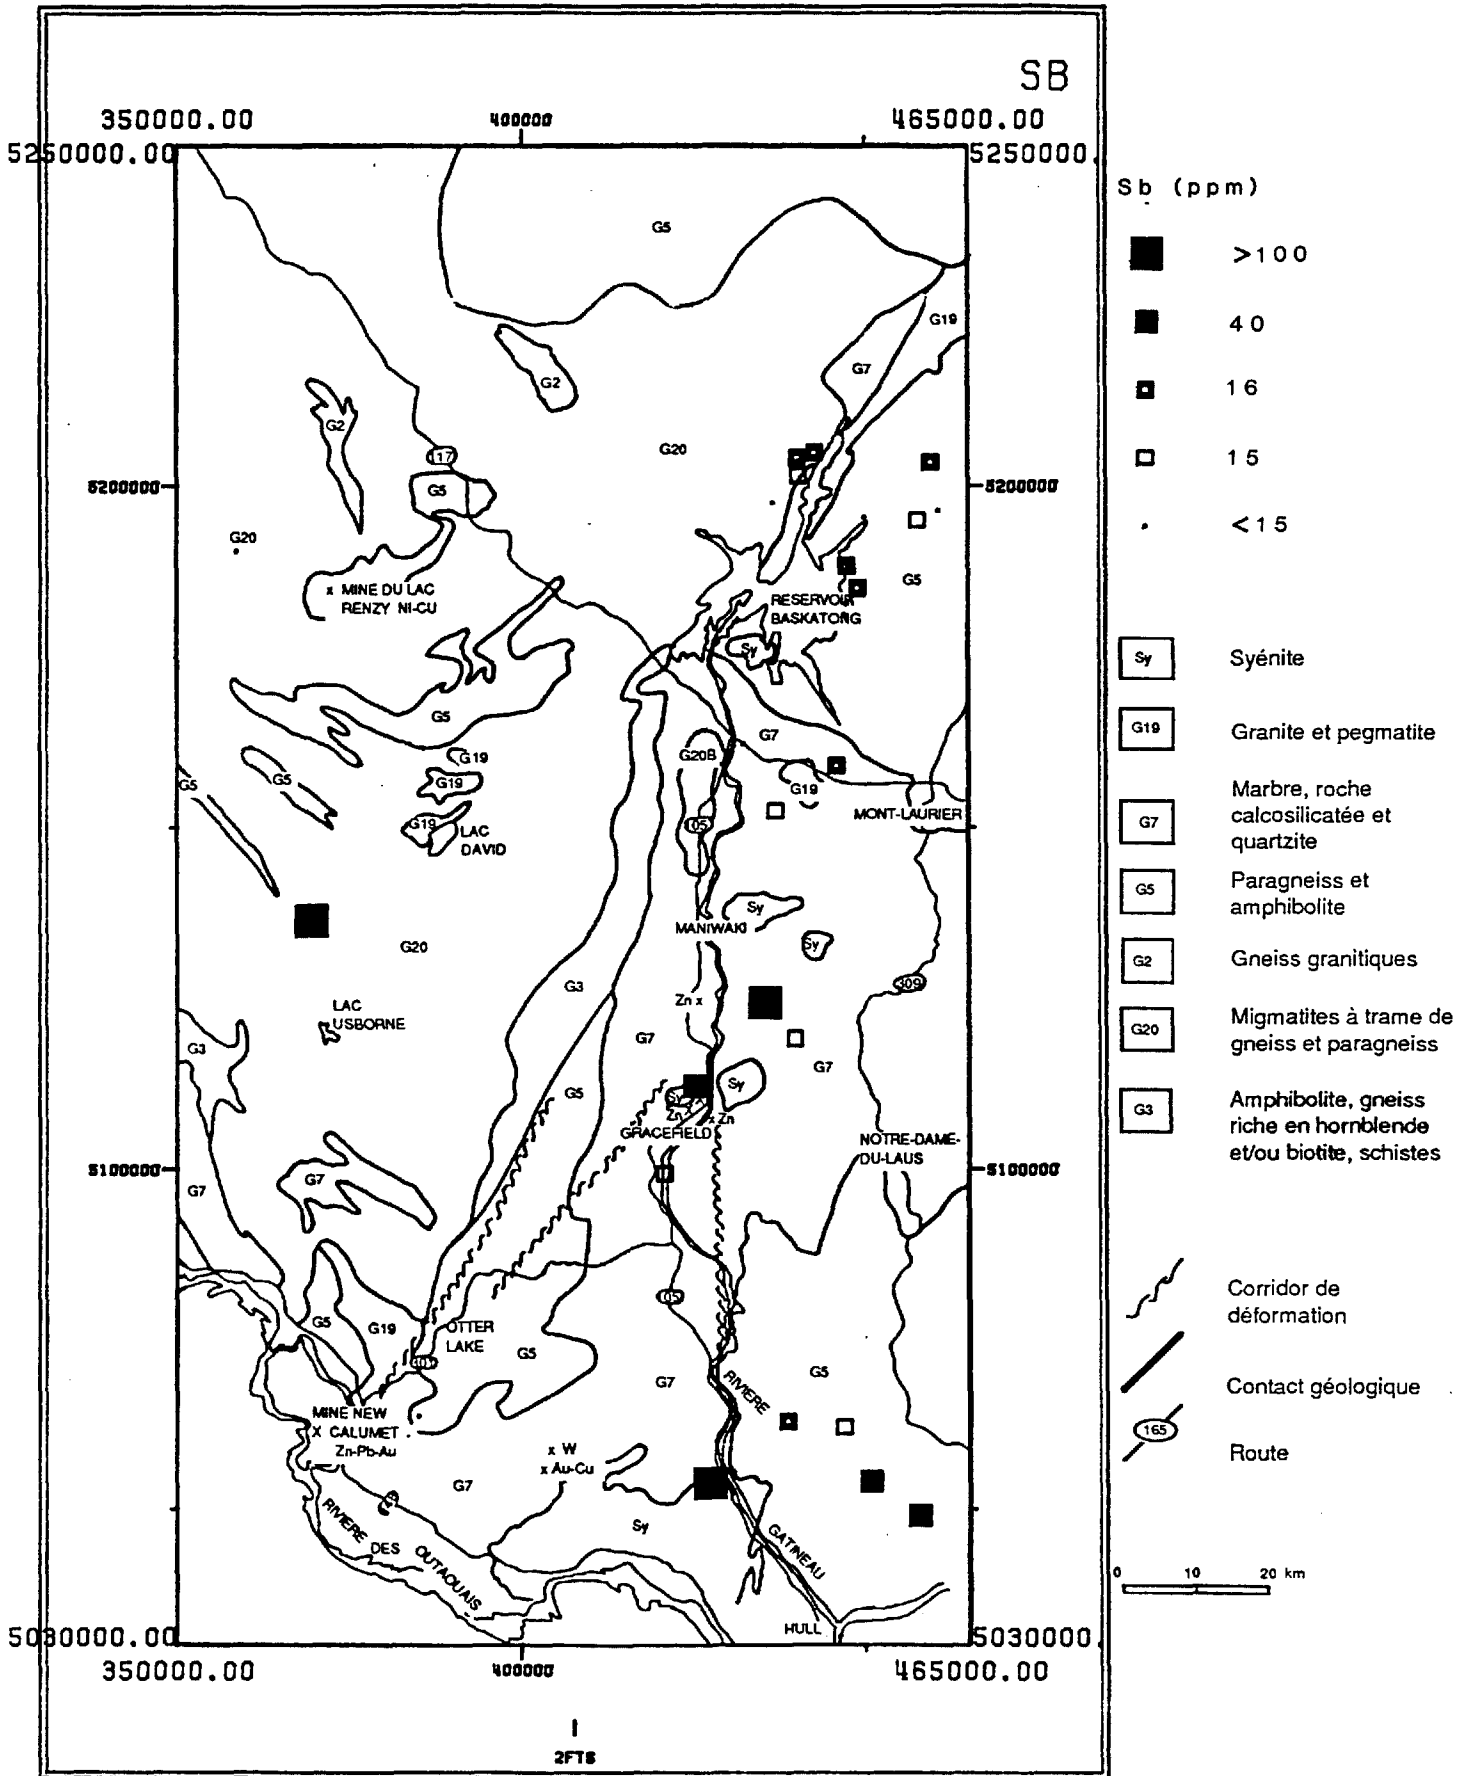 SB
350000.00
400000
465000.00
5250000.00
5250000.
Sb (ppm)
>100
40
16
15
<15
G5
G19
G7
G2
G2
G20
117
G5
5200000
5200000
G20
G5
x MINE DU LAC
RENZY NI-CU
RESERVOIR
BASKATONG
Sy
Sy
Syénite
G5
G7
G19
Granite et pegmatite
G19
G20B
G5
G5
G19
G19
MONT-LAURIER
Marbre, roche
calcosilicatée et
quartzite
G7
G19
LAC
DAVID
105
G5
Paragneiss et
amphibolite
Sy
MANIWAKI
Sy
G20
G2
Gneiss granitiques
309
G3
Zn x
LAC
USBORNE
G20
Migmatites à trame de
gneiss et paragneiss
G3
G7
G7
Sy
G5
Sy
Zn
x Zn
GRACEFIELD
G3
Amphibolite, gneiss
riche en hornblende
et/ou biotite, schistes
NOTRE-DAME-
DU-LAUS
5100000
5100000
G7
G7
Corridor de
déformation
105
G5
G19
OTTER
LAKE
G5
G7
G5
RIVIERE
Contact géologique
MINE NEW
X CALUMET
Zn-Pb-Au
165
Route
x W
x Au-Cu
G7
RIVIERE DES OUTAOUAIS
Sy
GATINEAU
0 10 20 km
HULL
5030000.00
5030000.
350000.00
400000
465000.00
2FTS